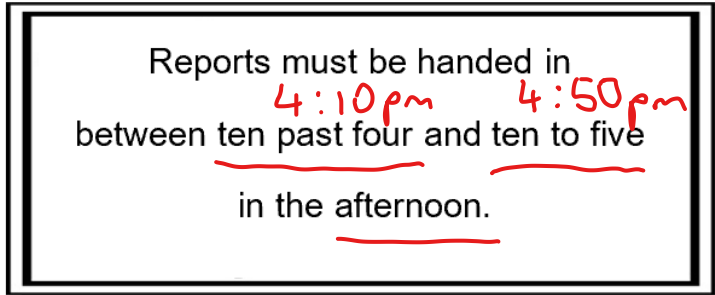 Reports must be handed in
4:10pm 4:50pm
between ten past four and ten to five
in the afternoon.